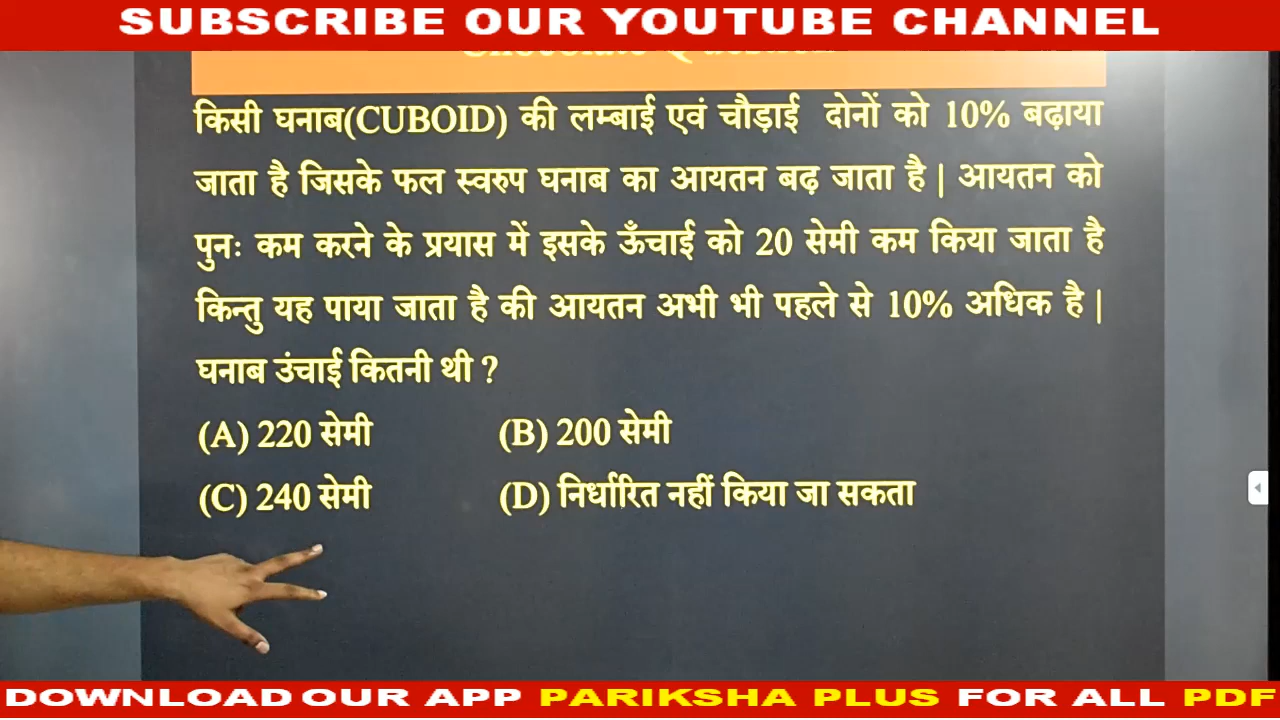 SUBSCRIBE OUR YOUTUBE CHANNEL
किसी घनाब(CUBOID) की लम्बाई एवं चौड़ाई दोनों को 10% बढ़ाया
जाता है जिसके फल स्वरुप घनाब का आयतन बढ़ जाता है | आयतन को
पुनः कम करने के प्रयास में इसके ऊँचाई को 20 सेमी कम किया जाता है
किन्तु यह पाया जाता है की आयतन अभी भी पहले से 10% अधिक है |
घनाब उंचाई कितनी थी ?
(A) 220 सेमी (B) 200 सेमी
(C) 240 सेमी (D) निर्धारित नहीं किया जा सकता
DOWNLOAD OUR APP PARIKSHA PLUS FOR ALL PDF